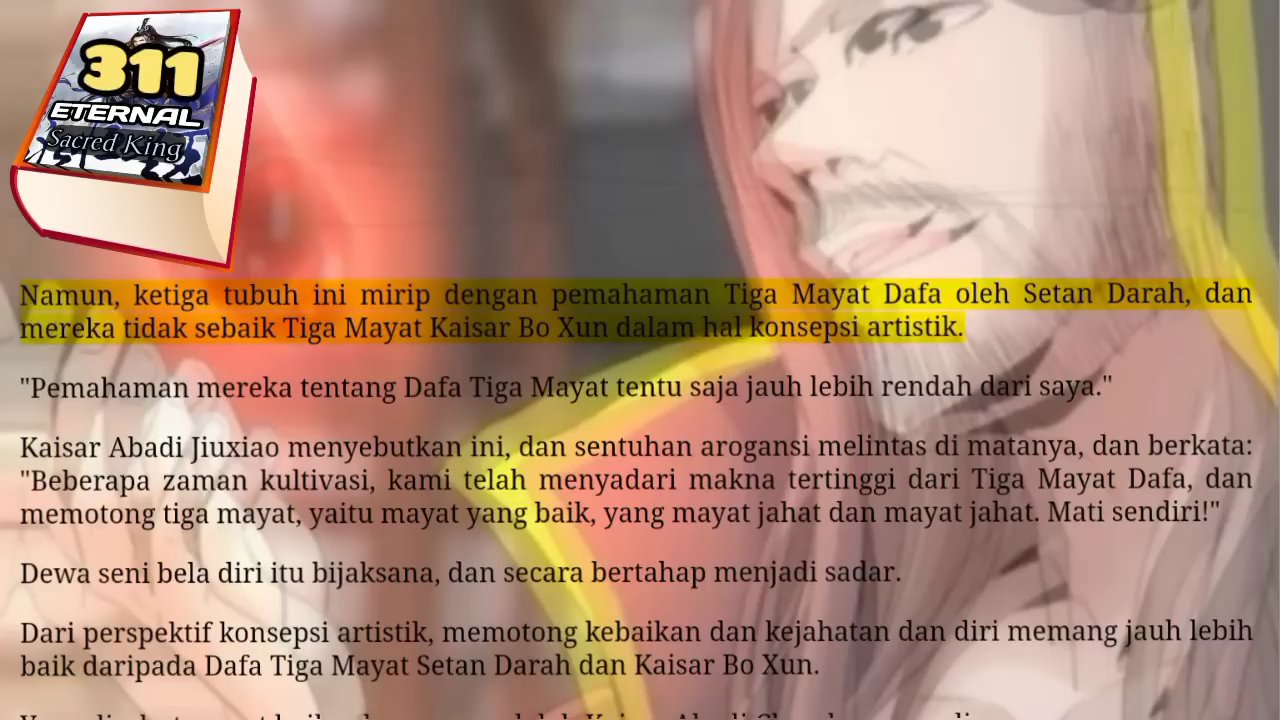 311
ETERNAL
Sacred King
Namun, ketiga tubuh ini mirip dengan pemahaman Tiga Mayat Dafa oleh Setan Darah, dan
mereka tidak sebaik Tiga Mayat Kaisar Bo Xun dalam hal konsepsi artistik.
"Pemahaman mereka tentang Dafa Tiga Mayat tentu saja jauh lebih rendah dari saya."
Kaisar Abadi Jiuxiao menyebutkan ini, dan sentuhan arogansi melintas di matanya, dan berkata:
"Beberapa zaman kultivasi, kami telah menyadari makna tertinggi dari Tiga Mayat Dafa, dan
memotong tiga mayat, yaitu mayat yang baik, yang mayat jahat dan mayat jahat. Mati sendiri!"
Dewa seni bela diri itu bijaksana, dan secara bertahap menjadi sadar.
Dari perspektif konsepsi artistik, memotong kebaikan dan kejahatan dan diri memang jauh lebih
baik daripada Dafa Tiga Mayat Setan Darah dan Kaisar Bo Xun.